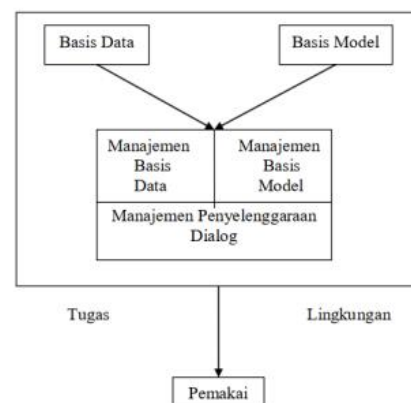 Basis Data
Basis Model
Manajemen
Basis
Data
Manajemen
Basis
Model
Manajemen Penyelenggaraan
Dialog
Tugas
Lingkungan
Pemakai